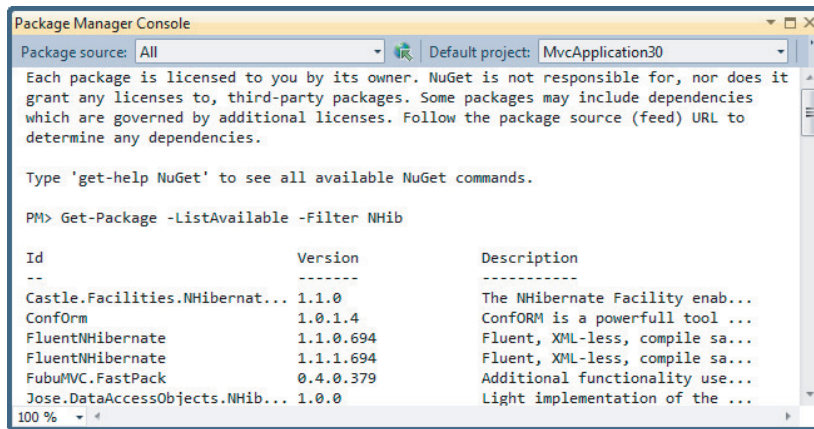 Package Manager Console
Package source: All Default project: MvcApplication30
Each package is licensed to you by its owner. NuGet is not responsible for, nor does it
grant any licenses to, third-party packages. Some packages may include dependencies
which are governed by additional licenses. Follow the package source (feed) URL to
determine any dependencies.
Type 'get-help NuGet' to see all available NuGet commands.
PM> Get-Package -ListAvailable -Filter NHib
Id Version Description
-- ------- -----------
Castle.Facilities.NHibernat... 1.1.0 The NHibernate Facility enab...
ConfOrm 1.0.1.4 ConfORM is a powerfull tool ...
FluentNHibernate 1.1.0.694 Fluent, XML-less, compile sa...
FluentNHibernate 1.1.1.694 Fluent, XML-less, compile sa...
FubuMVC.FastPack 0.4.0.379 Additional functionality use...
Jose.DataAccessObjects.NHib... 1.0.0 Light implementation of the ...
100 %